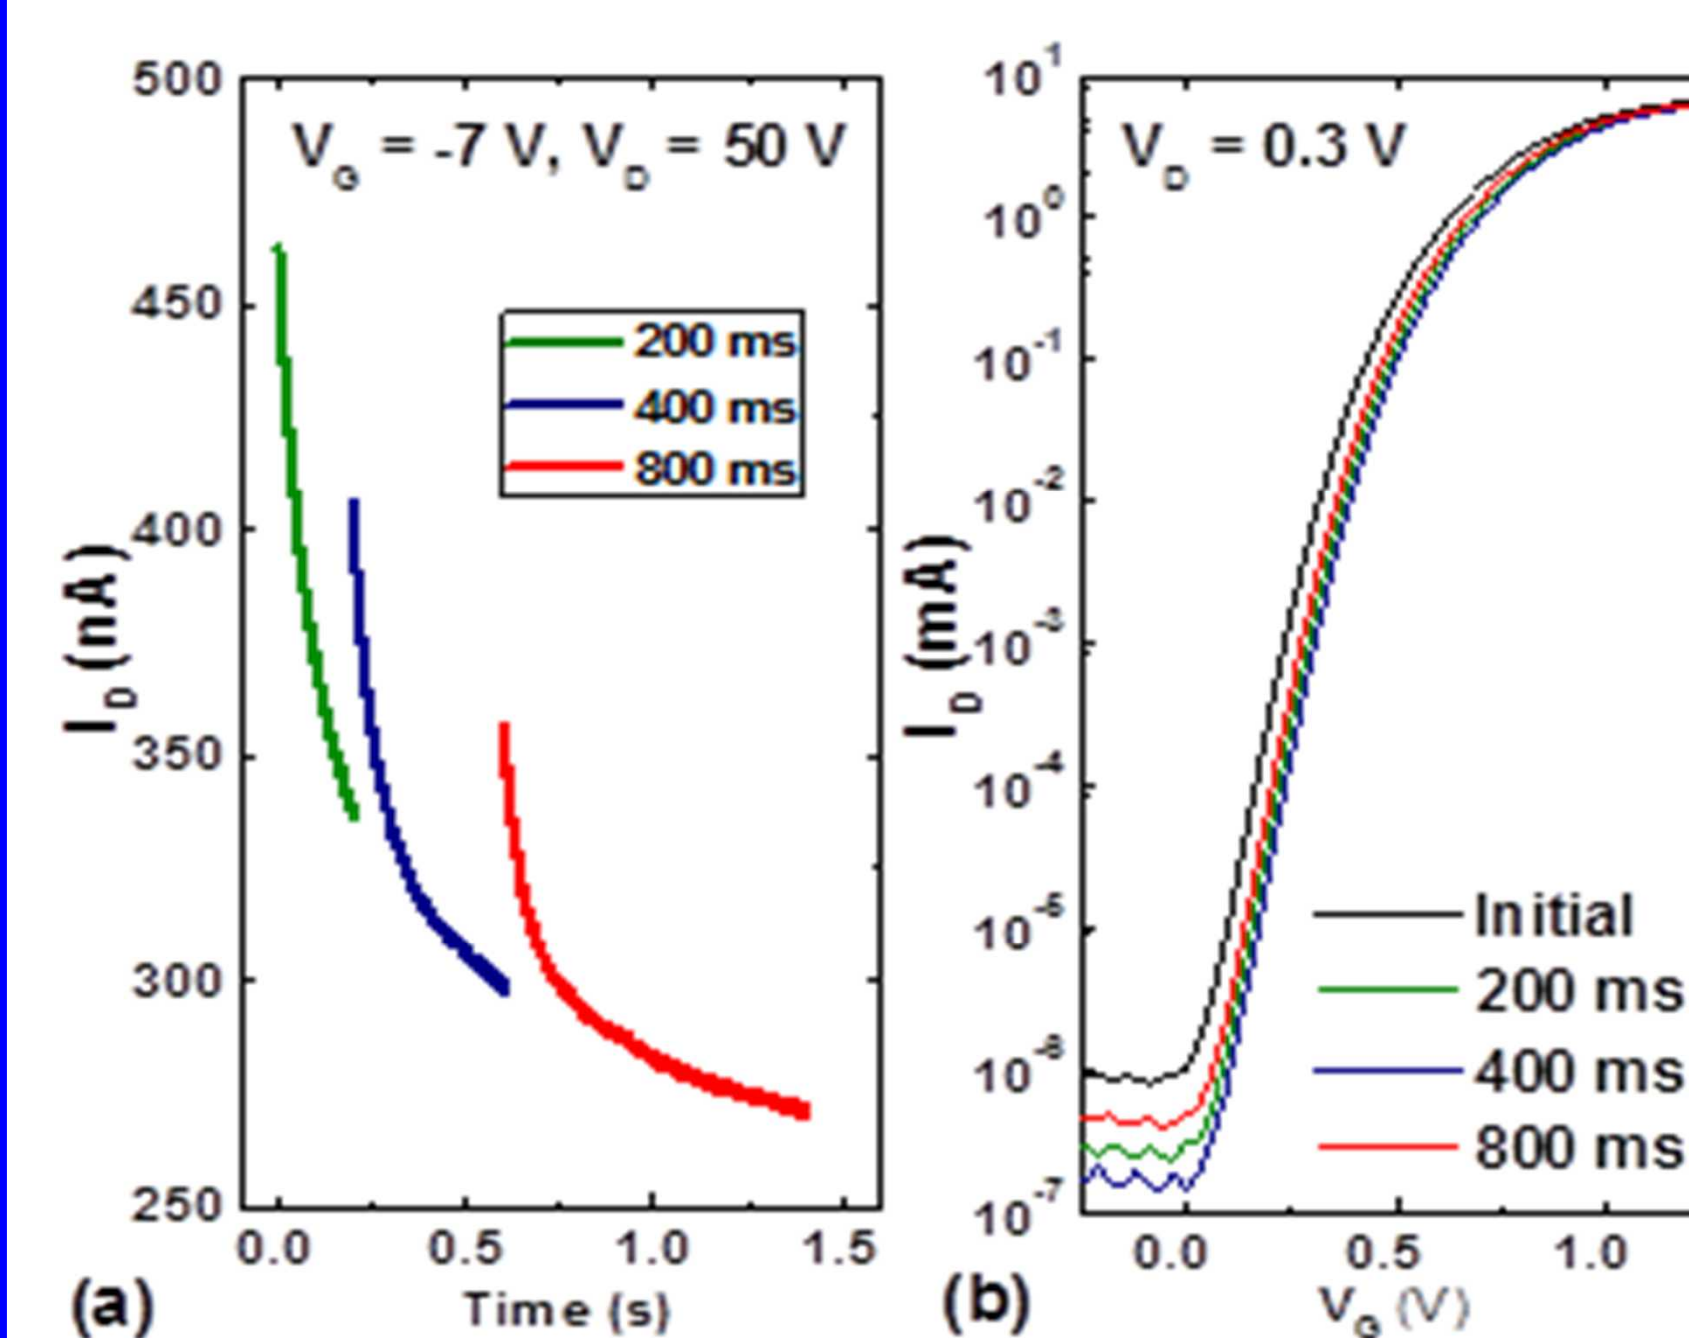 500
450
400
350
300
250
0.0 0.5 1.0 1.5
Time (s)
I_D (nA)
V_G = -7 V, V_D = 50 V
200 ms
400 ms
800 ms
(a)
10^1
10^0
10^-1
10^-2
10^-3
10^-4
10^-5
10^-6
10^-7
0.0 0.5 1.0
V_G (V)
I_D (mA)
V_D = 0.3 V
Initial
200 ms
400 ms
800 ms
(b)